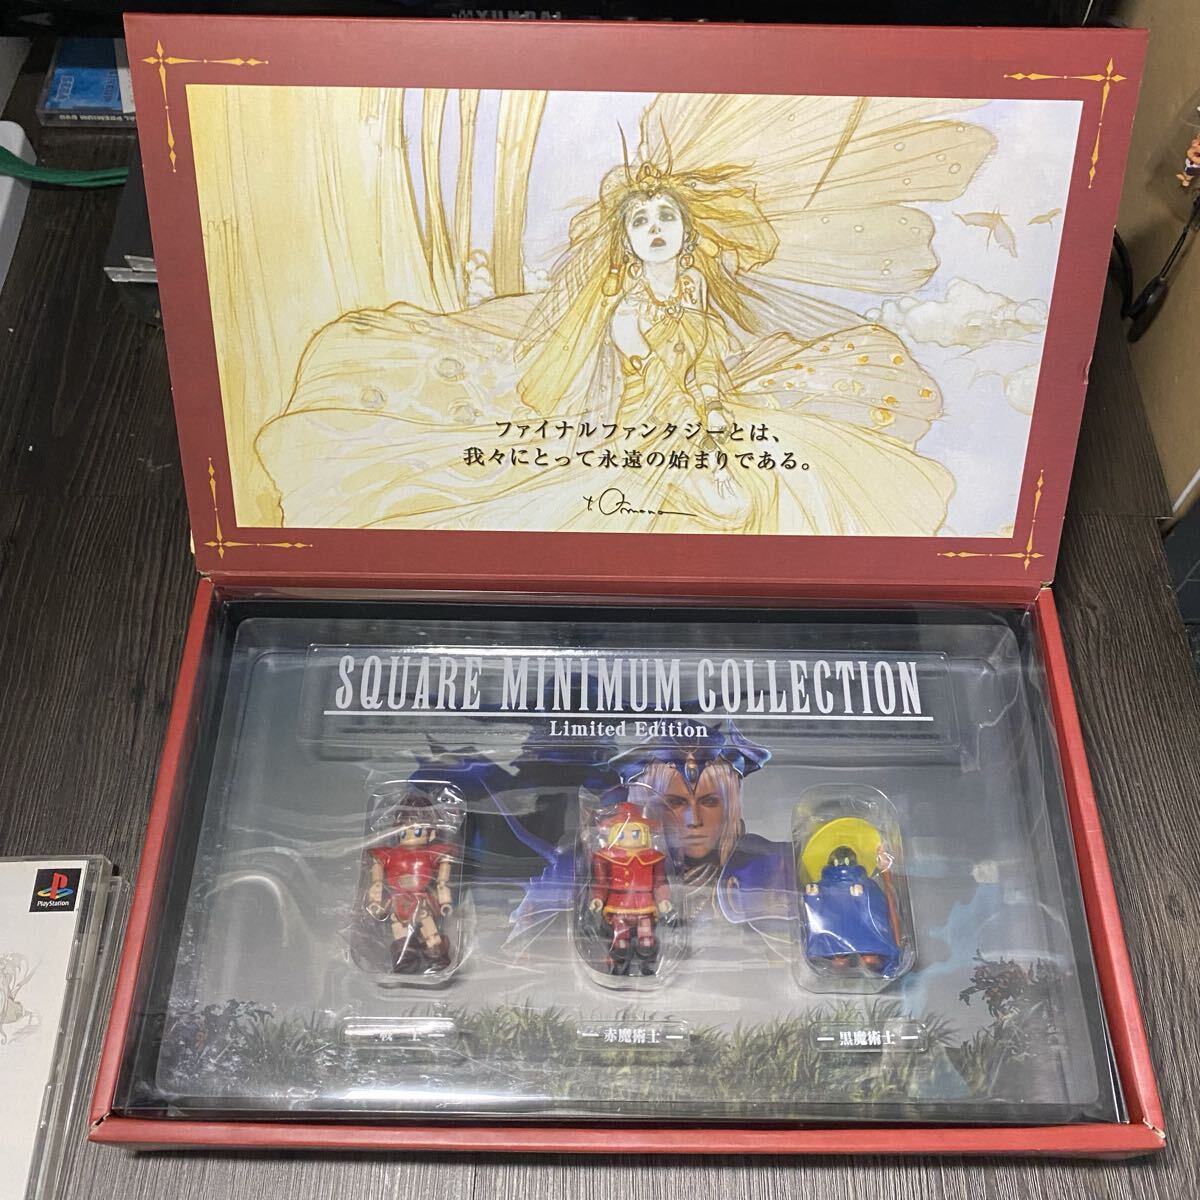 ファイナルファンタジーとは、
我々にとって永遠の始まりである。
Y. Amano
SQUARE MINIMUM COLLECTION
Limited Edition
戦士
赤魔術士
黒魔術士
PlayStation